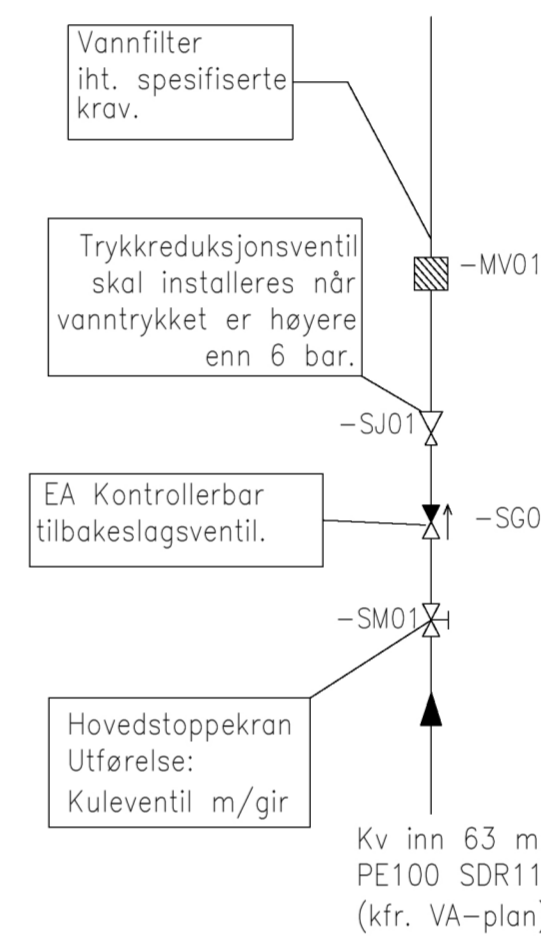 Vannfilter
iht. spesifiserte
krav.
-MV01
Trykkreduksjonsventil
skal installeres når
vanntrykket er høyere
enn 6 bar.
-SJ01
EA Kontrollerbar
tilbakeslagsventil.
-SG0
-SM01
Hovedstoppekran
Utførelse:
Kuleventil m/gir
Kv inn 63 m
PE100 SDR11
(kfr. VA-plan)